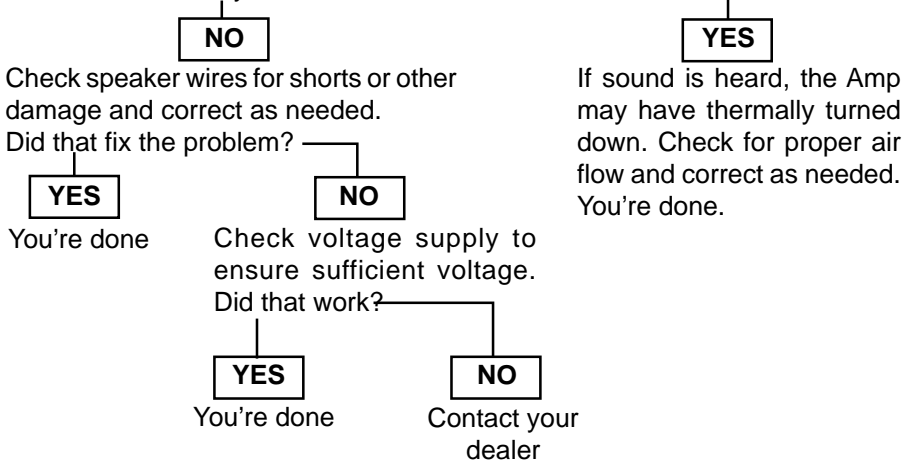 NO
YES
Check speaker wires for shorts or other
damage and correct as needed.
Did that fix the problem?
If sound is heard, the Amp
may have thermally turned
down. Check for proper air
flow and correct as needed.
You're done.
YES
NO
You're done
Check voltage supply to
ensure sufficient voltage.
Did that work?
YES
NO
You're done
Contact your
dealer